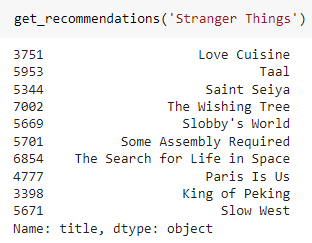 get_recommendations('Stranger Things')
3751 Love Cuisine
5953 Taal
5344 Saint Seiya
7002 The Wishing Tree
5669 Slobby's World
5701 Some Assembly Required
6854 The Search for Life in Space
4777 Paris Is Us
3398 King of Peking
5671 Slow West
Name: title, dtype: object